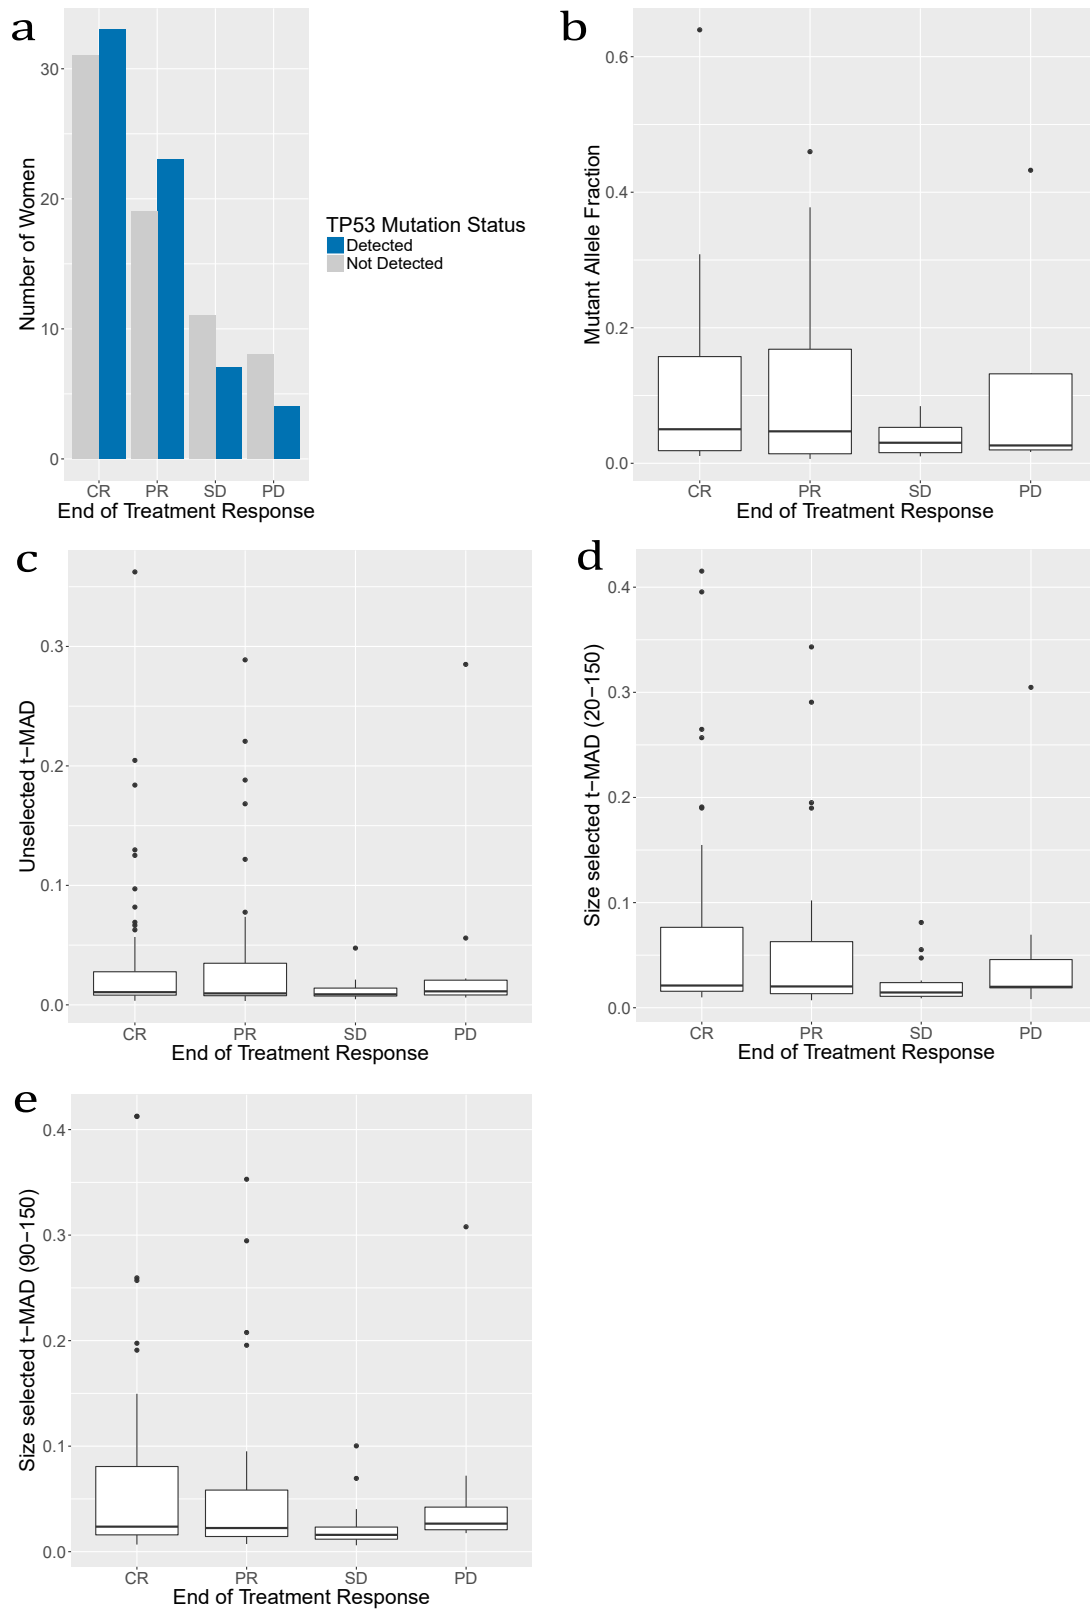 a
30
20
10
0
Number of Women
CR PR SD PD
End of Treatment Response
TP53 Mutation Status
Detected
Not Detected
b
0.6
0.4
0.2
0.0
Mutant Allele Fraction
CR PR SD PD
End of Treatment Response
c
0.3
0.2
0.1
0.0
Unselected t−MAD
CR PR SD PD
End of Treatment Response
d
0.4
0.3
0.2
0.1
0.0
Size selected t−MAD (20−150)
CR PR SD PD
End of Treatment Response
e
0.4
0.3
0.2
0.1
0.0
Size selected t−MAD (90−150)
CR PR SD PD
End of Treatment Response